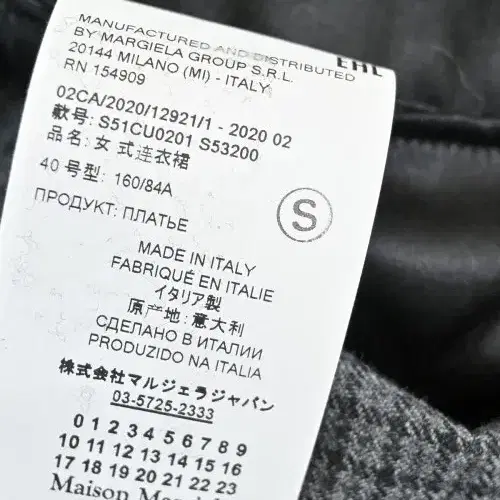 MANUFACTURED AND DISTRIBUTED
BY MARGIELA GROUP S.R.L.
20144 MILANO (MI) - ITALY
RN 154909
EAC
02CA/2020/12921/1 - 2020 02
款号: S51CU0201 S53200
品名: 女 式连衣裙
40 号型: 160/84A
ПРОДУКТ: ПЛАТЬЕ
S
MADE IN ITALY
FABRIQUÉ EN ITALIE
イタリア製
原产地: 意大利
СДЕЛАНО В ИТАЛИИ
PRODUZIDO NA ITALIA
株式会社マルジェラジャパン
03-5725-2333
0 1 2 3 4 5 6 7 8 9
10 11 12 13 14 15 16
17 18 19 20 21 22 23
Maison